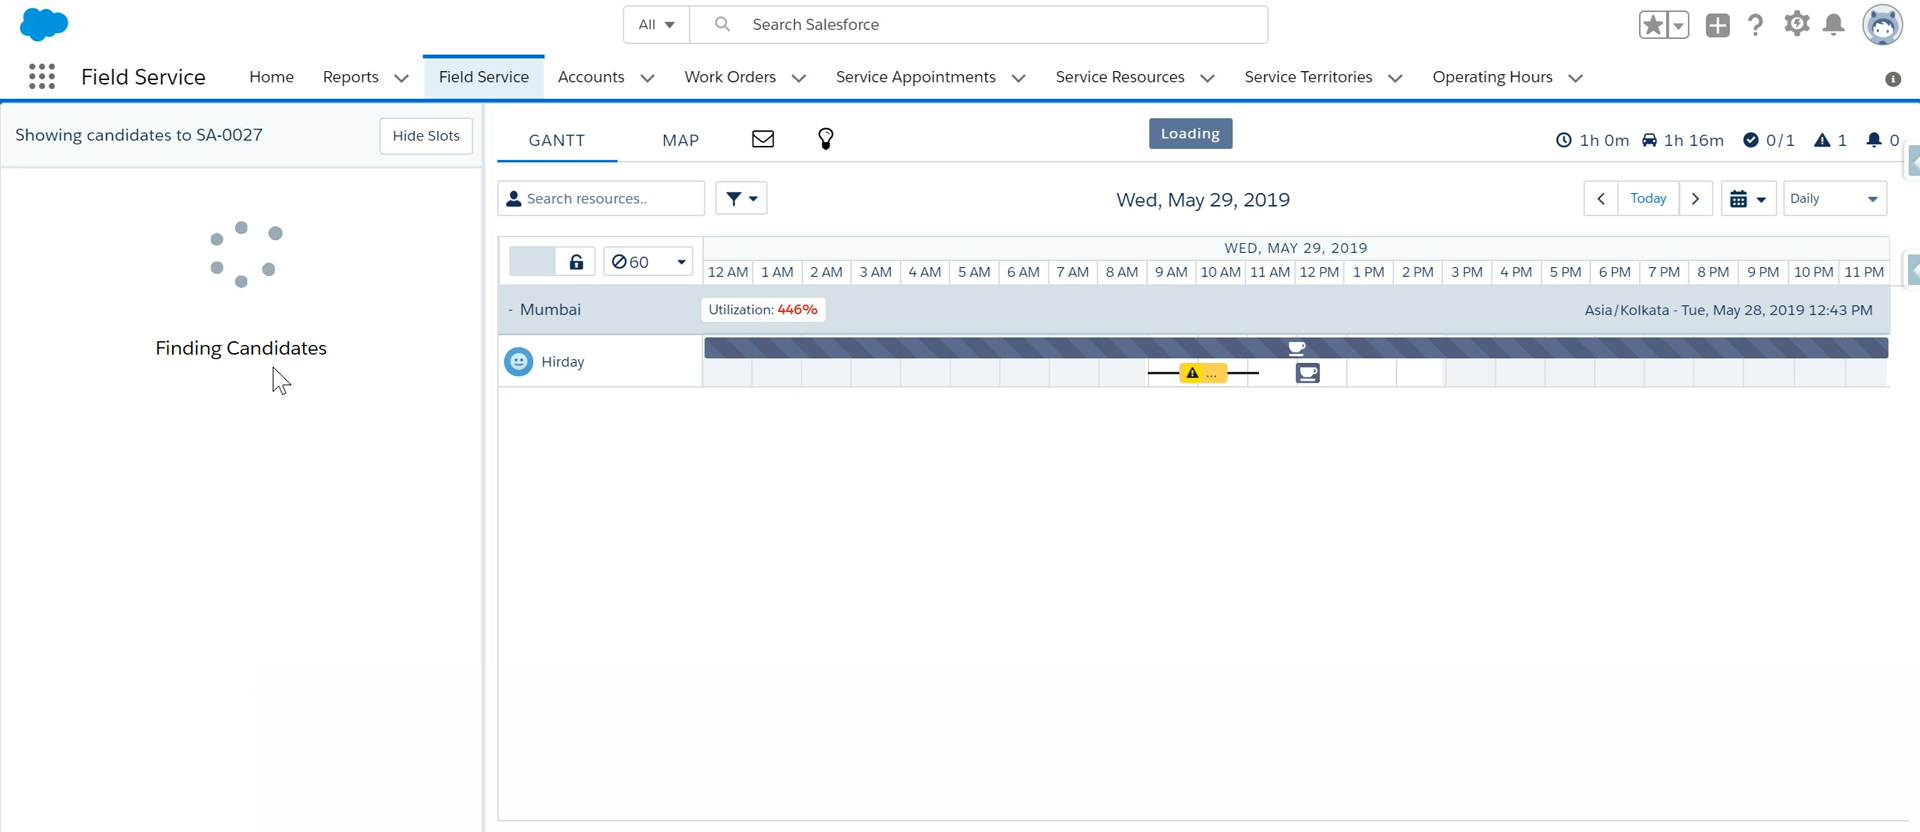 All Search Salesforce
Field Service Home Reports Field Service Accounts Work Orders Service Appointments Service Resources Service Territories Operating Hours
Showing candidates to SA-0027 Hide Slots
Finding Candidates
GANTT MAP Loading 1h 0m 1h 16m 0/1 1 0
Search resources.. Wed, May 29, 2019 Today Daily
60 WED, MAY 29, 2019
12 AM 1 AM 2 AM 3 AM 4 AM 5 AM 6 AM 7 AM 8 AM 9 AM 10 AM 11 AM 12 PM 1 PM 2 PM 3 PM 4 PM 5 PM 6 PM 7 PM 8 PM 9 PM 10 PM 11 PM
- Mumbai Utilization: 446% Asia/Kolkata - Tue, May 28, 2019 12:43 PM
Hirday
...